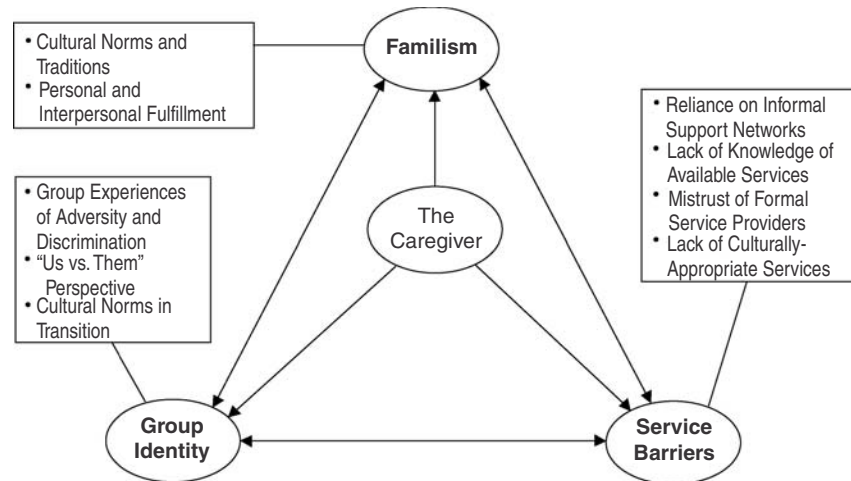 • Cultural Norms and
Traditions
• Personal and
Interpersonal Fulfillment
Familism
• Reliance on Informal
Support Networks
• Lack of Knowledge of
Available Services
• Mistrust of Formal
Service Providers
• Lack of Culturally-
Appropriate Services
• Group Experiences
of Adversity and
Discrimination
• “Us vs. Them”
Perspective
• Cultural Norms in
Transition
The
Caregiver
Group
Identity
Service
Barriers